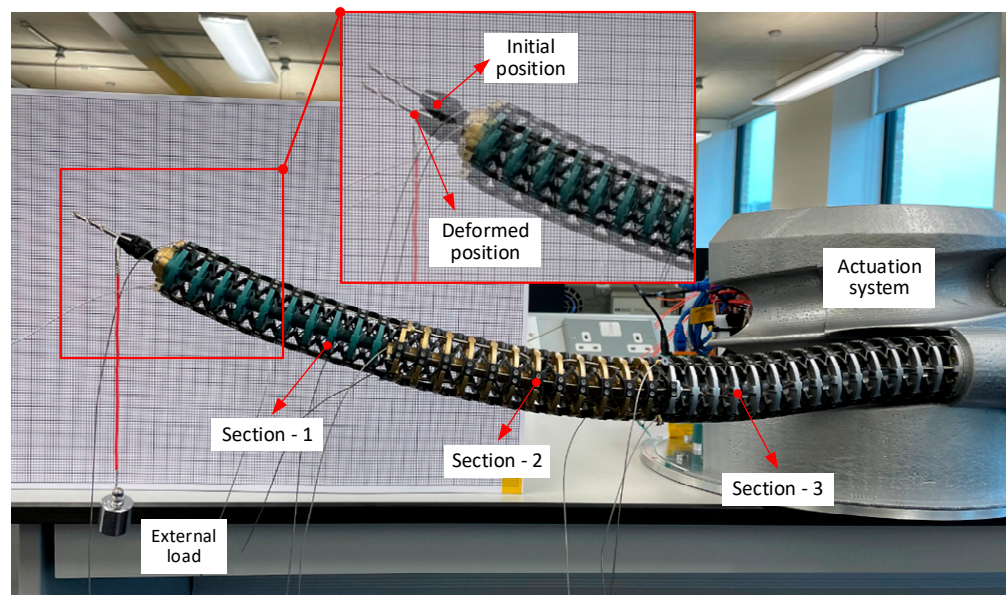 Initial
position
Deformed
position
Actuation
system
Section - 1
Section - 2
Section - 3
External
load